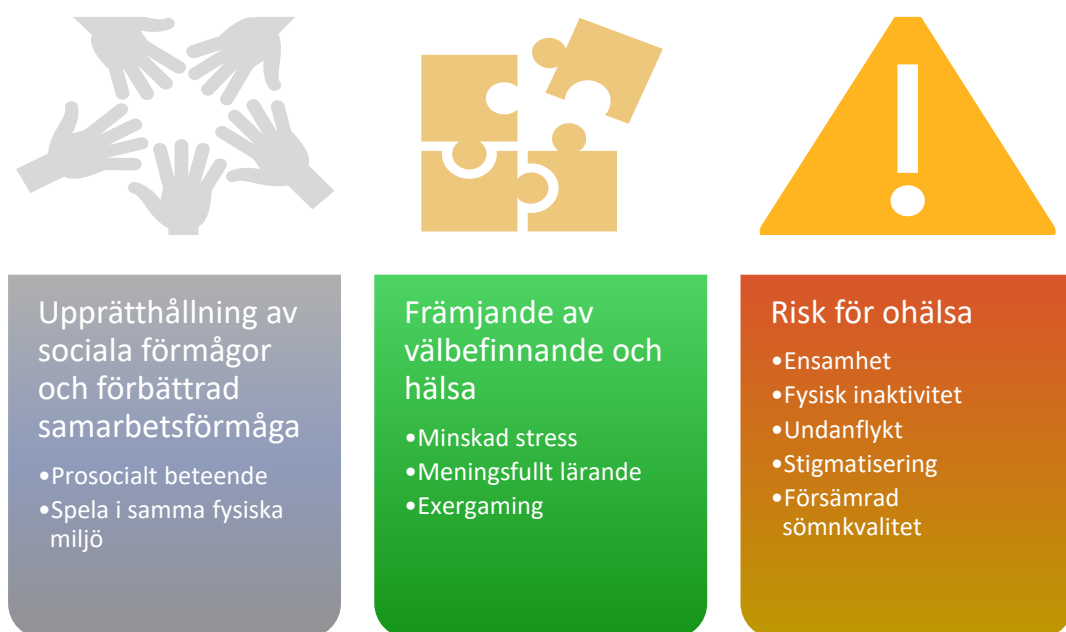 Upprätthållning av
sociala förmågor
och förbättrad
samarbetsförmåga
•Prosocialt beteende
•Spela i samma fysiska
miljö
Främjande av
välbefinnande och
hälsa
•Minskad stress
•Meningsfullt lärande
•Exergaming
Risk för ohälsa
•Ensamhet
•Fysisk inaktivitet
•Undanflykt
•Stigmatisering
•Försämrad
sömnkvalitet